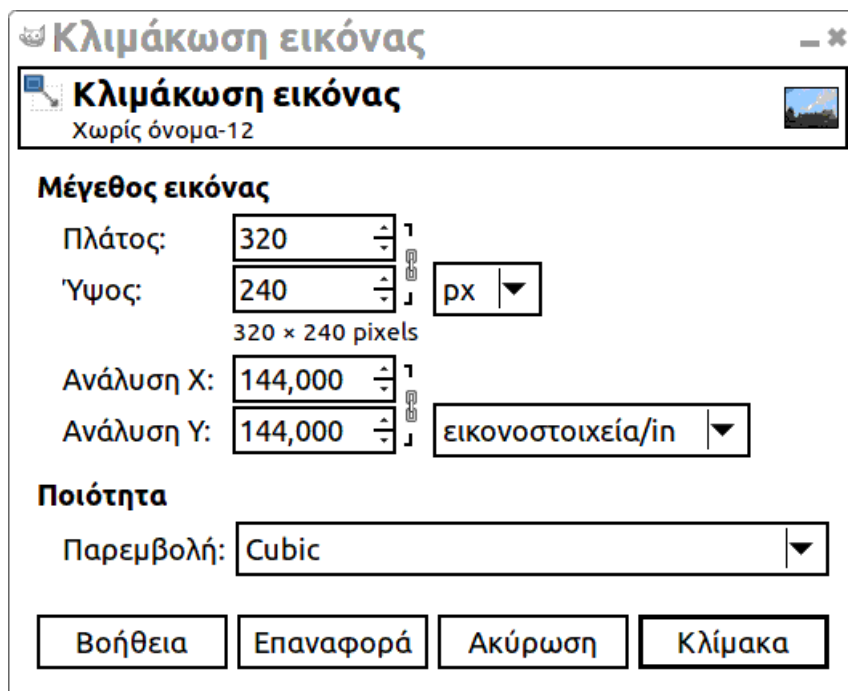 Κλιμάκωση εικόνας
Κλιμάκωση εικόνας
Χωρίς όνομα-12
Μέγεθος εικόνας
Πλάτος: 320
Ύψος: 240 px
320 × 240 pixels
Ανάλυση X: 144,000
Ανάλυση Y: 144,000 εικονοστοιχεία/in
Ποιότητα
Παρεμβολή: Cubic
Βοήθεια Επαναφορά Ακύρωση Κλίμακα